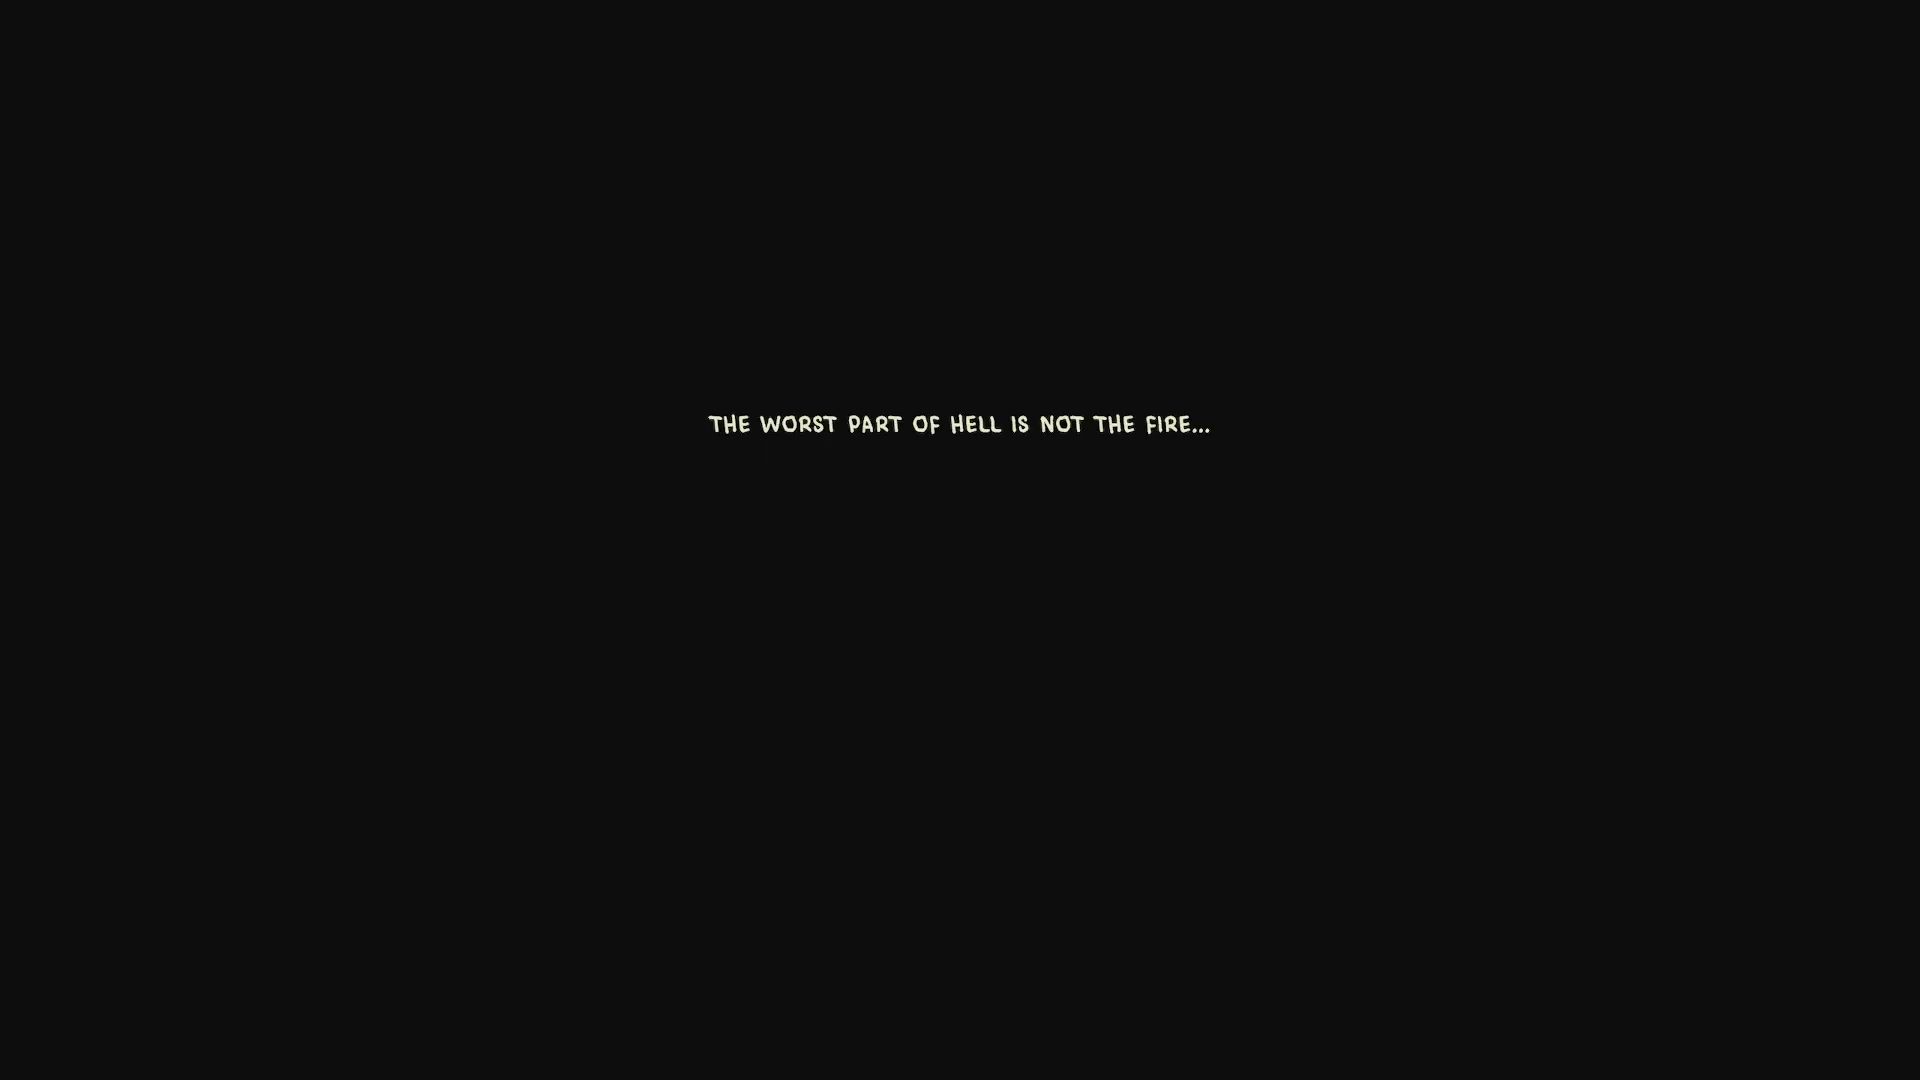 THE WORST PART OF HELL IS NOT THE FIRE...